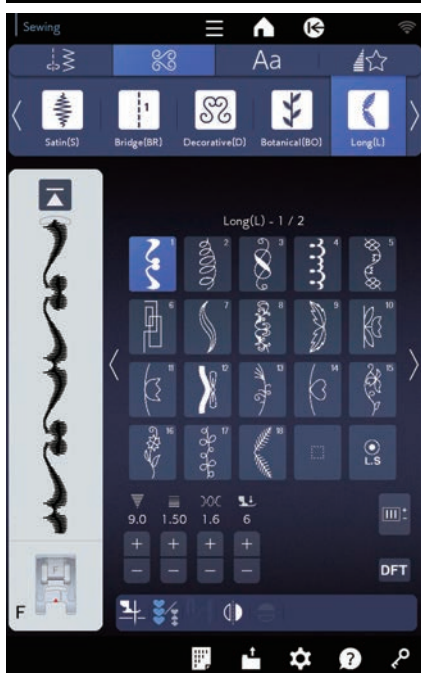 Sewing
Aa
Satin(S) Bridge(BR) Decorative(D) Botanical(BO) Long(L)
1
Long(L) - 1 / 2
1 2 3 4 5
6 7 8 9 10
11 12 13 14 15
16 17 18 L.S
9.0 1.50 1.6 6
+ + + +
− − − −
DFT
F
F
?